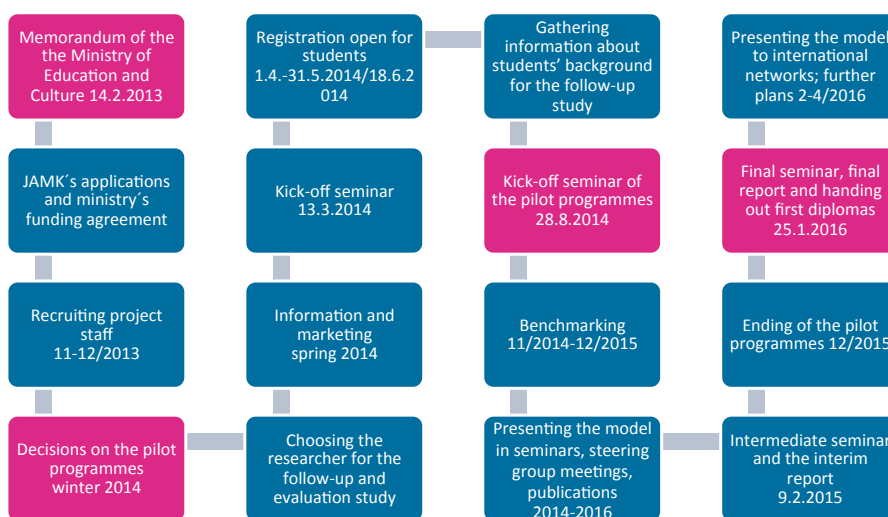 Memorandum of the
the Ministry of
Education and
Culture 14.2.2013
JAMK´s applications
and ministry´s
funding agreement
Recruiting project
staff
11-12/2013
Decisions on the pilot
programmes
winter 2014
Choosing the
researcher for the
follow-up and
evaluation study
Information and
marketing
spring 2014
Kick-off seminar
13.3.2014
Registration open for
students
1.4.-31.5.2014/18.6.2
014
Gathering
information about
students’ background
for the follow-up
study
Kick-off seminar of
the pilot programmes
28.8.2014
Benchmarking
11/2014-12/2015
Presenting the model
in seminars, steering
group meetings,
publications
2014-2016
Intermediate seminar
and the interim
report
9.2.2015
Ending of the pilot
programmes 12/2015
Final seminar, final
report and handing
out first diplomas
25.1.2016
Presenting the model
to international
networks; further
plans 2-4/2016